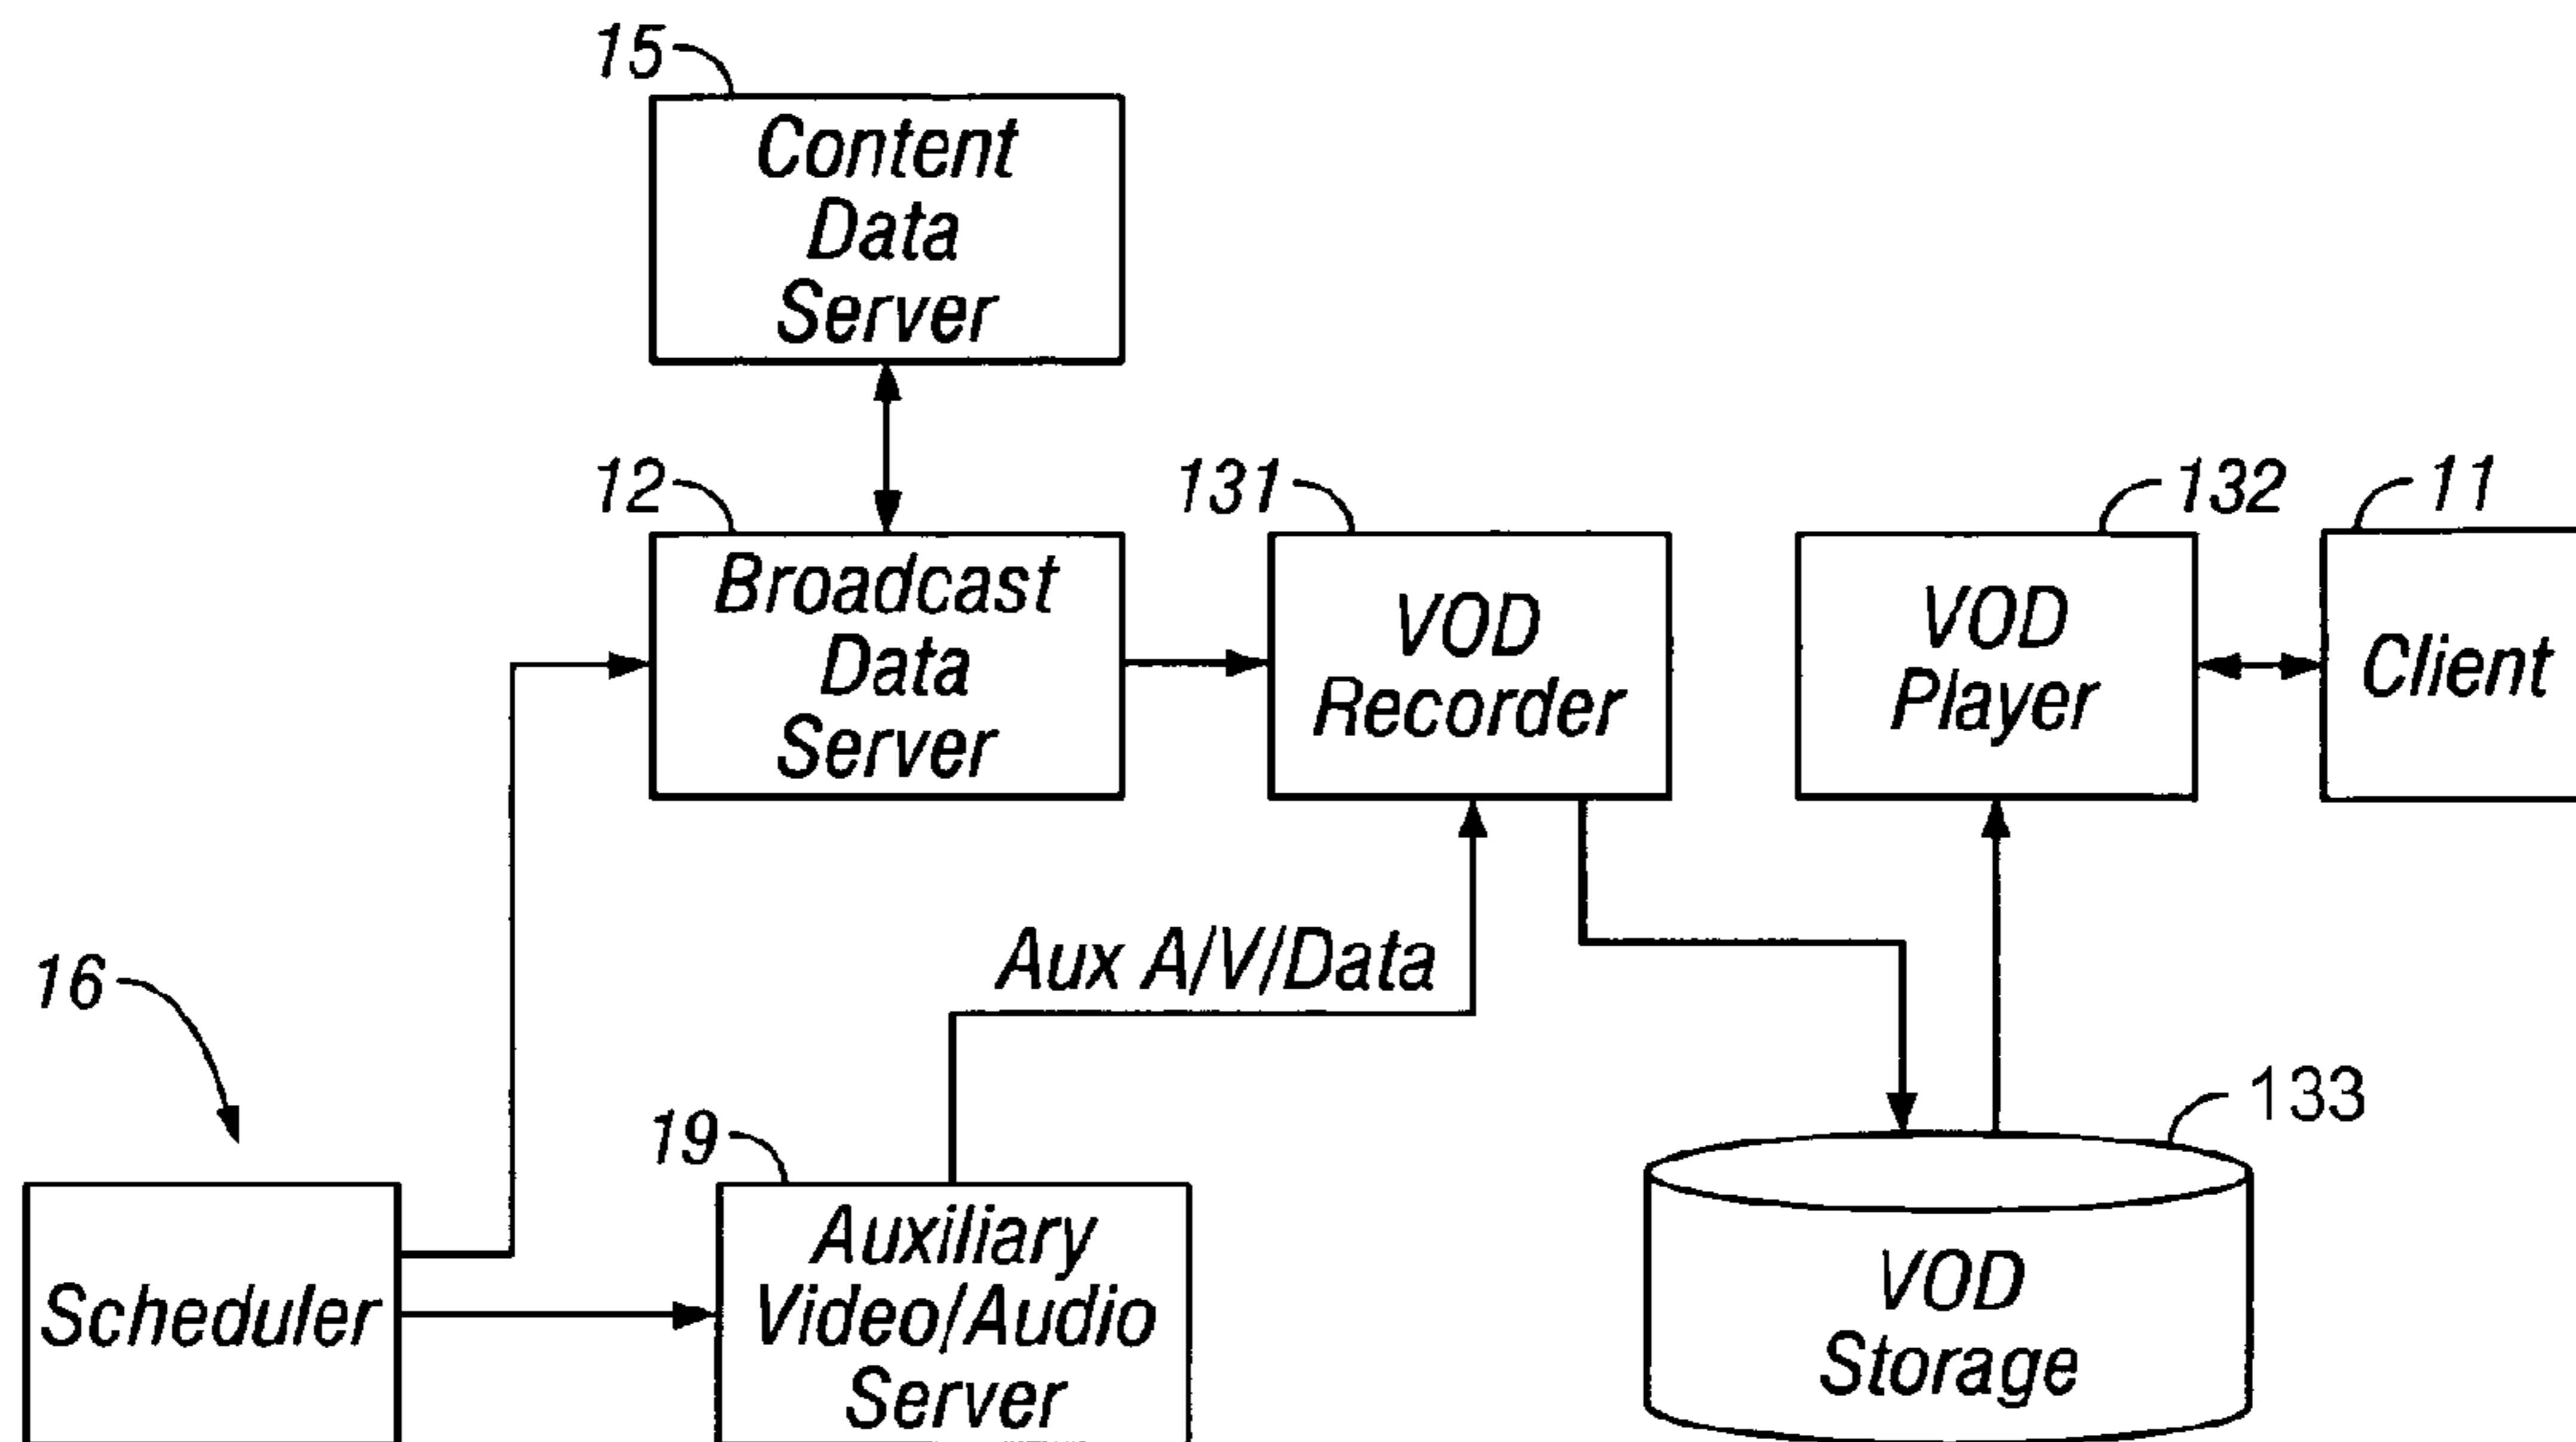 15
Content
Data
Server
12
Broadcast
Data
Server
131
VOD
Recorder
132
VOD
Player
11
Client
Aux A/V/Data
16
Scheduler
19
Auxiliary
Video/Audio
Server
133
VOD
Storage